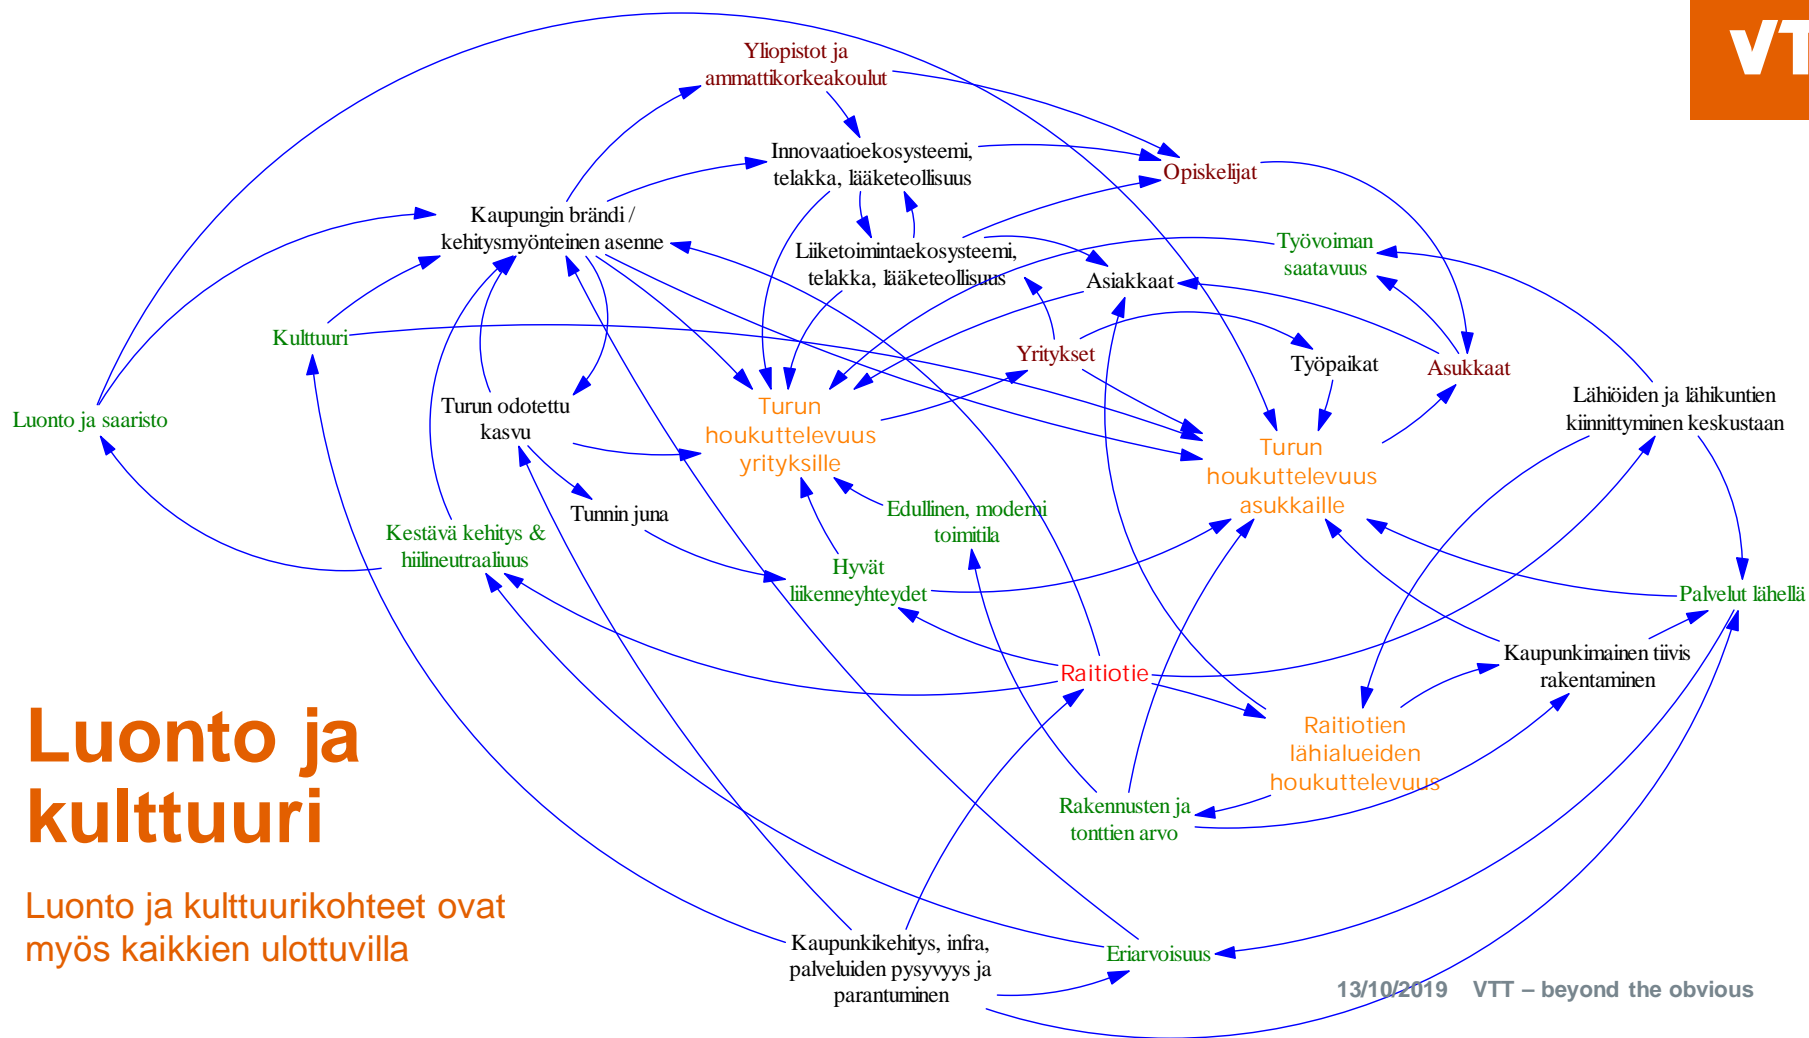 VT
Yliopistot ja
ammattikorkeakoulut
Innovaatioekosysteemi,
telakka, lääketeollisuus
Opiskelijat
Kaupungin brändi /
kehitysmyönteinen asenne
Liiketoimintaekosysteemi,
telakka, lääketeollisuus
Asiakkaat
Työvoiman
saatavuus
Kulttuuri
Yritykset
Työpaikat
Asukkaat
Luonto ja saaristo
Turun odotettu
kasvu
Turun
houkuttelevuus
yrityksille
Turun
houkuttelevuus
asukkaille
Lähiöiden ja lähikuntien
kiinnittyminen keskustaan
Tunnin juna
Edullinen, moderni
toimitila
Kestävä kehitys &
hiilineutraaliuus
Hyvät
liikenneyhteydet
Palvelut lähellä
Raitiotie
Kaupunkimainen tiivis
rakentaminen
Raitiotien
lähialueiden
houkuttelevuus
Rakennusten ja
tonttien arvo
Luonto ja
kulttuuri
Luonto ja kulttuurikohteet ovat
myös kaikkien ulottuvilla
Kaupunkikehitys, infra,
palveluiden pysyvyys ja
parantuminen
Eriarvoisuus
13/10/2019 VTT – beyond the obvious